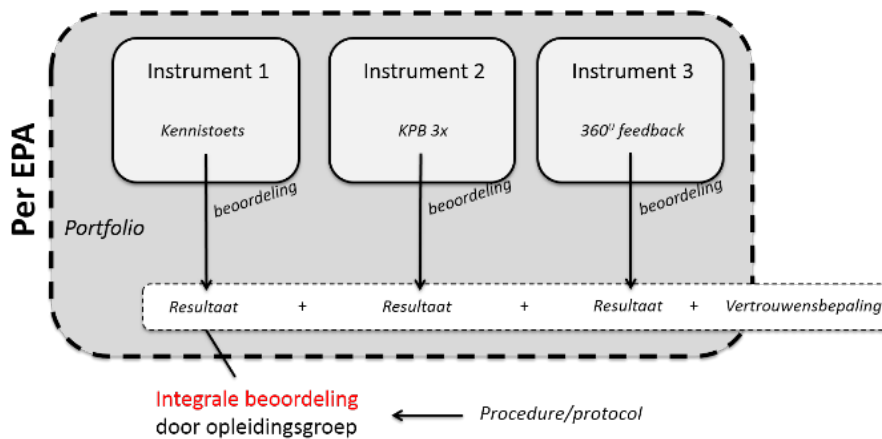 Per EPA
Instrument 1
Kennistoets
Instrument 2
KPB 3x
Instrument 3
360° feedback
beoordeling
beoordeling
beoordeling
Portfolio
Resultaat + Resultaat + Resultaat + Vertrouwensbepaling
Integrale beoordeling
door opleidingsgroep
Procedure/protocol